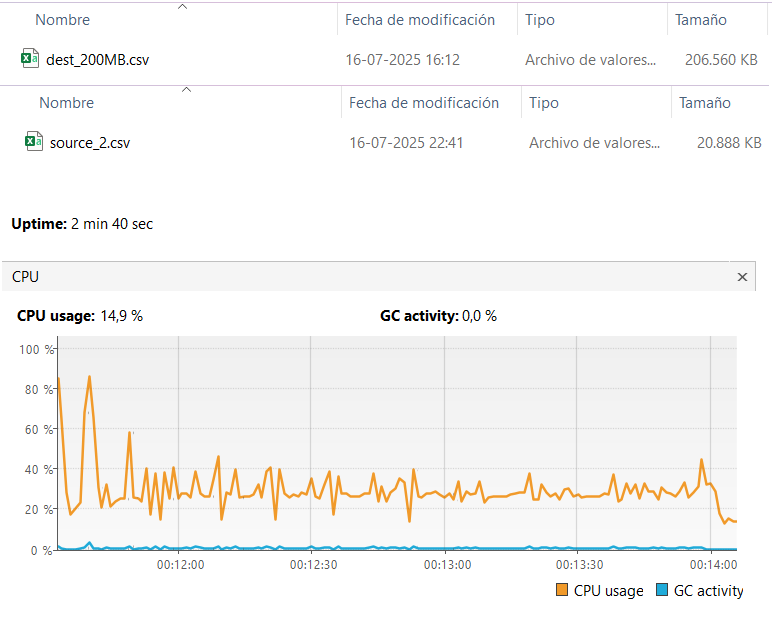 Nombre Fecha de modificación Tipo Tamaño
dest_200MB.csv 16-07-2025 16:12 Archivo de valores... 206.560 KB
Nombre Fecha de modificación Tipo Tamaño
source_2.csv 16-07-2025 22:41 Archivo de valores... 20.888 KB
Uptime: 2 min 40 sec
CPU ×
CPU usage: 14,9 % GC activity: 0,0 %
100 %
80 %
60 %
40 %
20 %
0 %
00:12:00 00:12:30 00:13:00 00:13:30 00:14:00
CPU usage GC activity